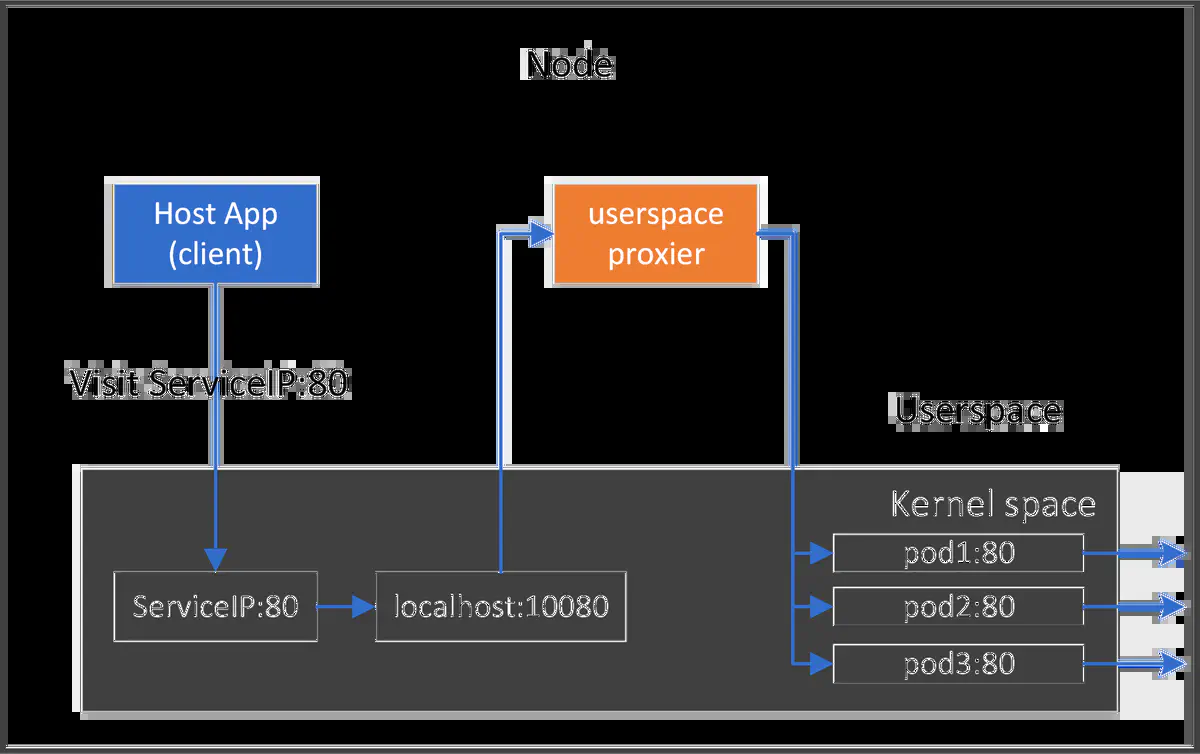 Node
Host App
(client)
userspace
proxier
Visit ServiceIP:80
Userspace
Kernel space
pod1:80
ServiceIP:80
localhost:10080
pod2:80
pod3:80